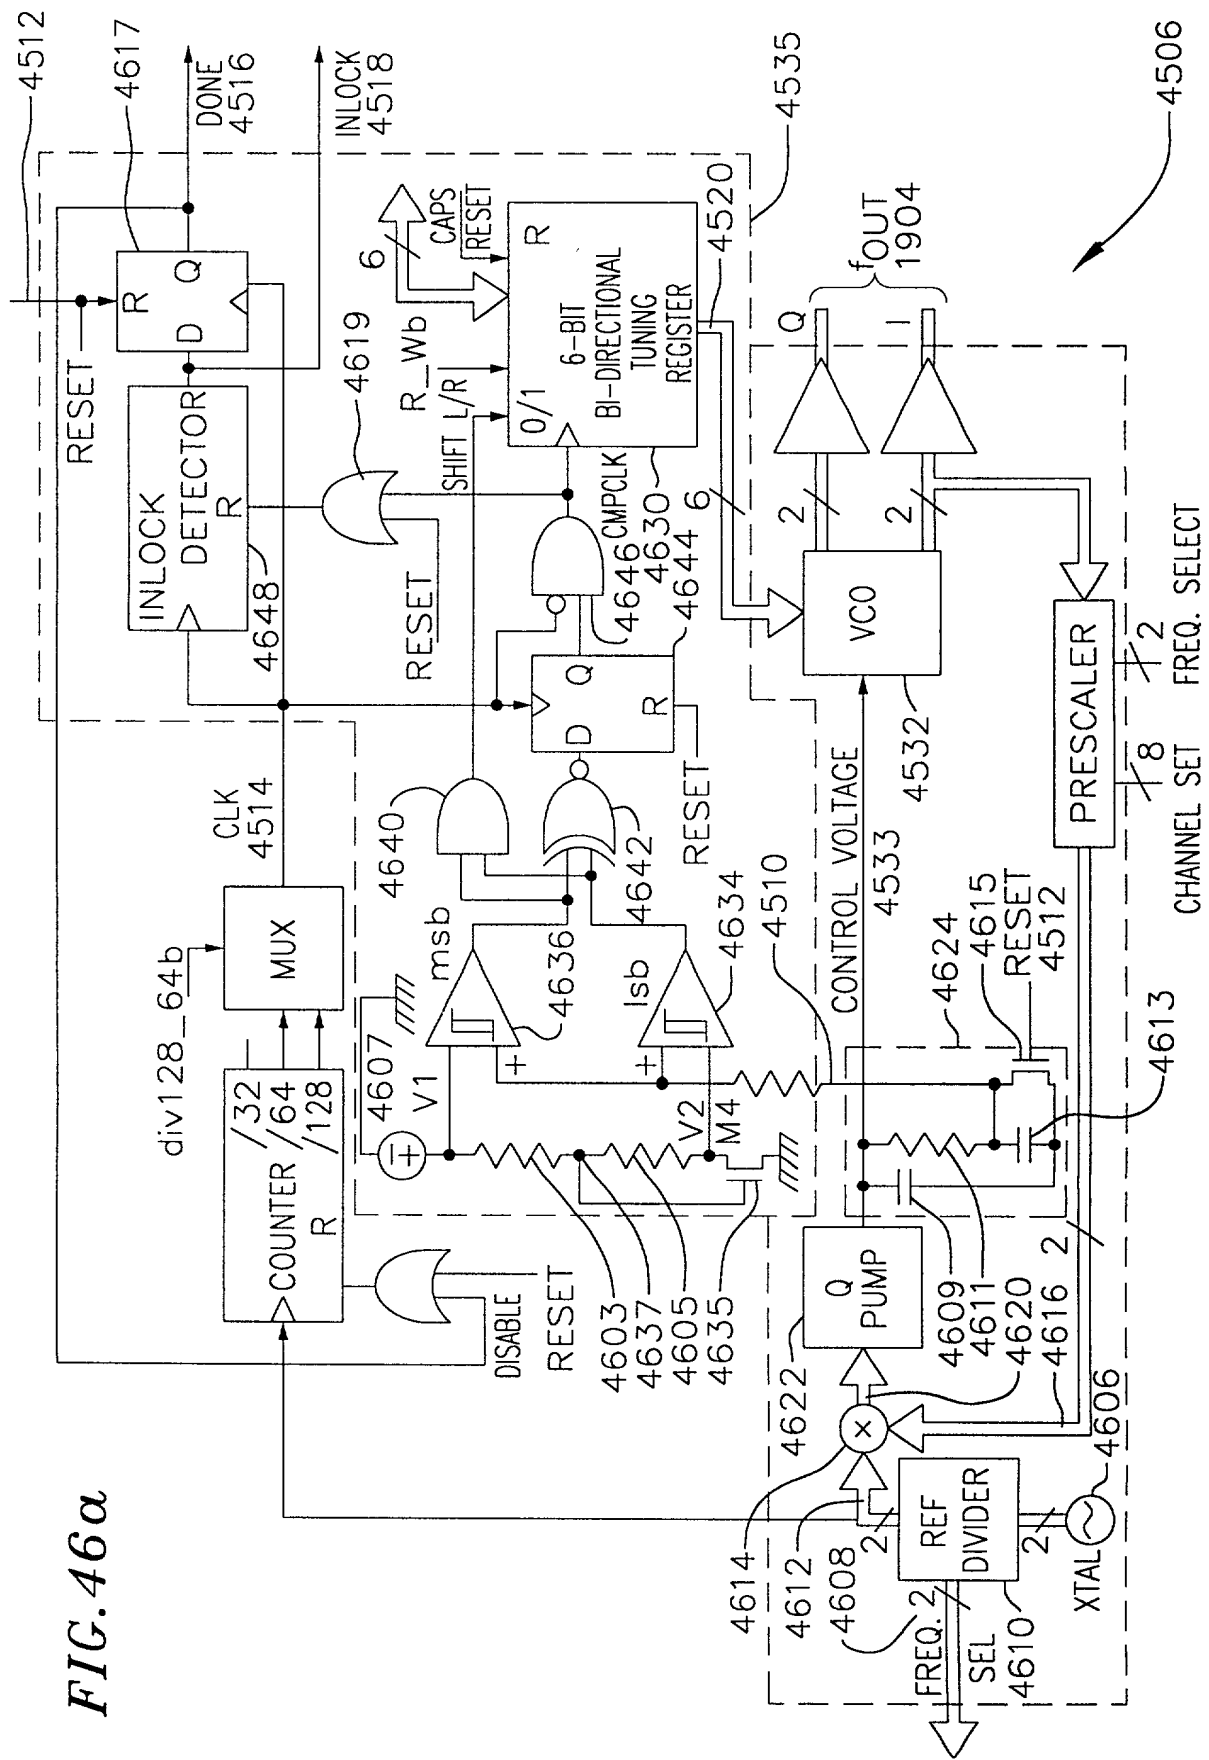 FIG. 46a
4512
4617
DONE
4516
INLOCK
4518
RESET
R
D
Q
INLOCK
DETECTOR
R
4648
4619
RESET
CLK
4514
div128_64b
MUX
COUNTER
/32
/64
/128
R
DISABLE
RESET
4607
V1
msb
4636
4640
4642
lsb
4634
+
+
V2
M4
4510
4603
4637
4605
4635
D
Q
R
RESET
4644
4646
CMPCLK
4630
SHIFT L/R
R_Wb
6
CAPS
RESET
0/1
R
6-BIT
BI-DIRECTIONAL
TUNING
REGISTER
4520
4535
6
VCO
4532
2
2
Q
I
fOUT
1904
4506
CONTROL VOLTAGE
4533
4624
4615
RESET
4512
4613
Q
PUMP
4622
4609
4611
4620
4616
2
PRESCALER
8
CHANNEL SET
2
FREQ. SELECT
×
4614
4612
4608
2
REF
DIVIDER
FREQ. 2
SEL
4610
2
XTAL
4606